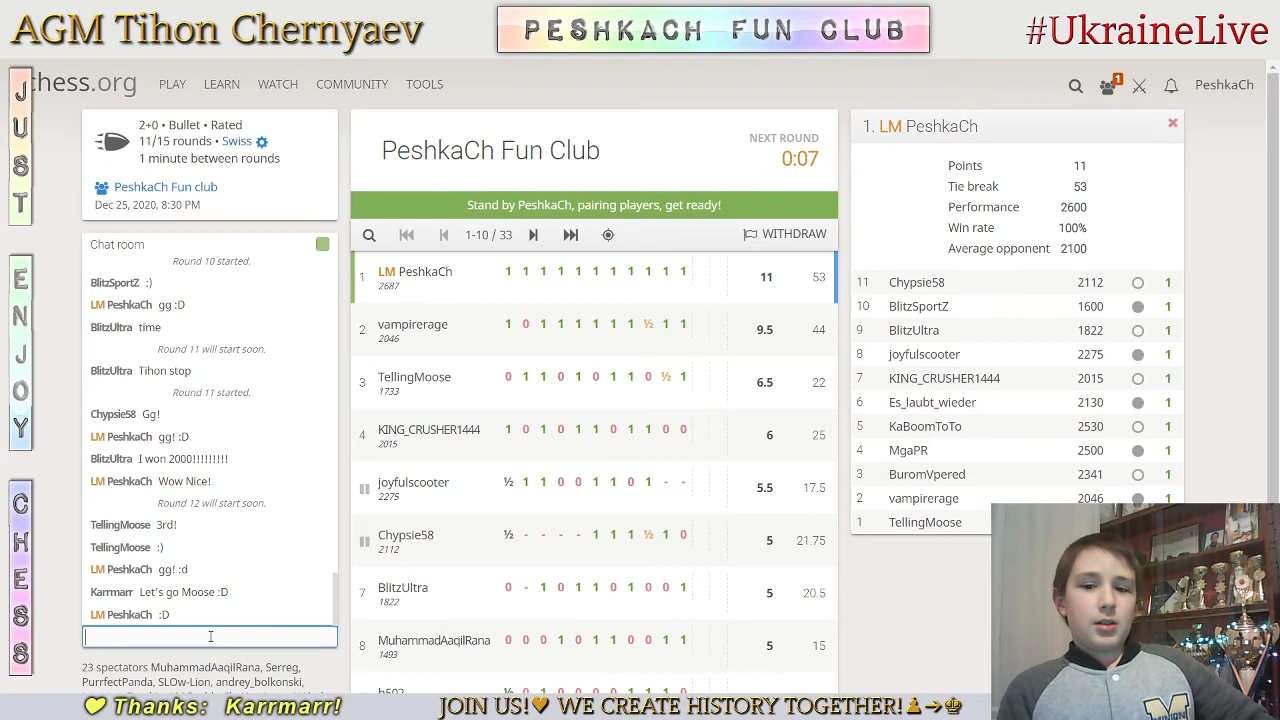 AGM Tihon Chernyaev
PESHKACH FUN CLUB
#UkraineLive
JUST
ENJOY
CHESS
chess.org
PLAY LEARN WATCH COMMUNITY TOOLS
1
PeshkaCh
2+0 • Bullet • Rated
11/15 rounds • Swiss
1 minute between rounds
PeshkaCh Fun club
Dec 25, 2020, 8:30 PM
Chat room
Round 10 started.
BlitzSportZ :)
LM PeshkaCh gg :D
BlitzUltra time
Round 11 will start soon.
BlitzUltra Tihon stop
Round 11 started.
Chypsie58 Gg!
LM PeshkaCh gg! :D
BlitzUltra I won 2000!!!!!!!!!
LM PeshkaCh Wow Nice!
Round 12 will start soon.
TellingMoose 3rd!
TellingMoose :)
LM PeshkaCh gg! :d
Karrmarr Let's go Moose :D
LM PeshkaCh :D
23 spectators MuhammadAaqilRana, Serreg,
PurrfectPanda, SLOw-Lion, andrey_bolkonski,
PeshkaCh Fun Club
NEXT ROUND
0:07
Stand by PeshkaCh, pairing players, get ready!
1-10 / 33
WITHDRAW
1 LM PeshkaCh 2687 1 1 1 1 1 1 1 1 1 1 1 11 53
2 vampirerage 2046 1 0 1 1 1 1 1 1 ½ 1 1 9.5 44
3 TellingMoose 1733 0 1 1 0 1 0 1 1 0 ½ 1 6.5 22
4 KING_CRUSHER1444 2015 1 0 1 0 1 1 0 1 1 0 0 6 25
joyfulscooter 2275 ½ 1 1 0 0 1 1 0 1 - - 5.5 17.5
Chypsie58 2112 ½ - - - - 1 1 1 ½ 1 0 5 21.75
7 BlitzUltra 1822 0 - 1 0 1 1 0 1 0 0 1 5 20.5
8 MuhammadAaqilRana 1493 0 0 0 1 0 1 1 0 0 1 1 5 15
1. LM PeshkaCh
Points 11
Tie break 53
Performance 2600
Win rate 100%
Average opponent 2100
11 Chypsie58 2112 1
10 BlitzSportZ 1600 1
9 BlitzUltra 1822 1
8 joyfulscooter 2275 1
7 KING_CRUSHER1444 2015 1
6 Es_laubt_wieder 2130 1
5 KaBoomToTo 2530 1
4 MgaPR 2500 1
3 BuromVpered 2341 1
2 vampirerage 2046 1
1 TellingMoose
Thanks: Karrmarr!
JOIN US! WE CREATE HISTORY TOGETHER!